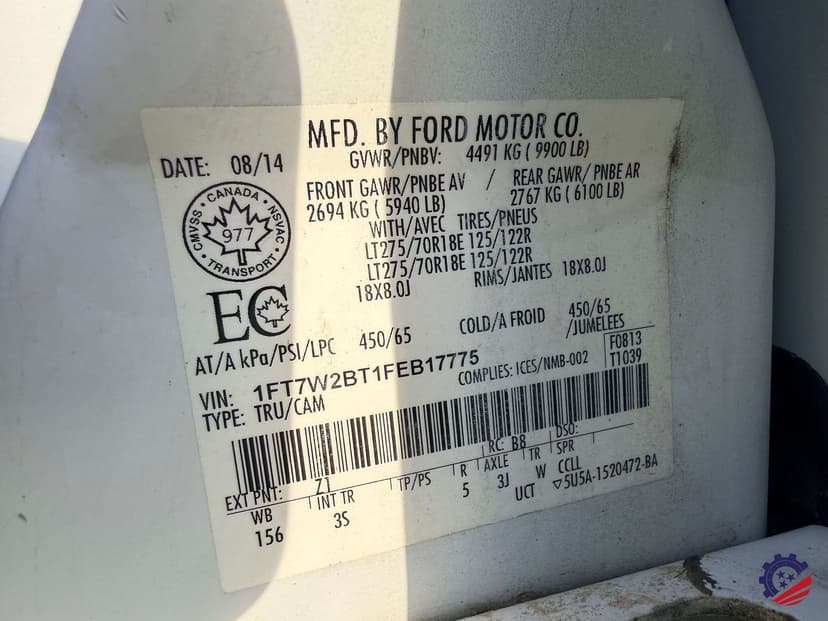 MFD. BY FORD MOTOR CO.
DATE: 08/14
GVWR/PNBV: 4491 KG ( 9900 LB)
FRONT GAWR/PNBE AV / REAR GAWR/ PNBE AR
2694 KG ( 5940 LB) 2767 KG ( 6100 LB)
WITH/AVEC TIRES/PNEUS
LT275/70R18E 125/122R
LT275/70R18E 125/122R
18X8.0J RIMS/JANTES 18X8.0J
CMVSS · CANADA · NSVAC · TRANSPORT
977
EC
AT/A kPa/PSI/LPC 450/65 COLD/A FROID 450/65
/JUMELEES
VIN: 1FT7W2BT1FEB17775
COMPLIES: ICES/NMB-002
F0813
T1039
TYPE: TRU/CAM
EXT PNT: Z1 RC: B8 DSO:
WB INT TR TP/PS R AXLE TR SPR
156 3S 5 3J W CCLL
UCT ▽5U5A-1520472-BA